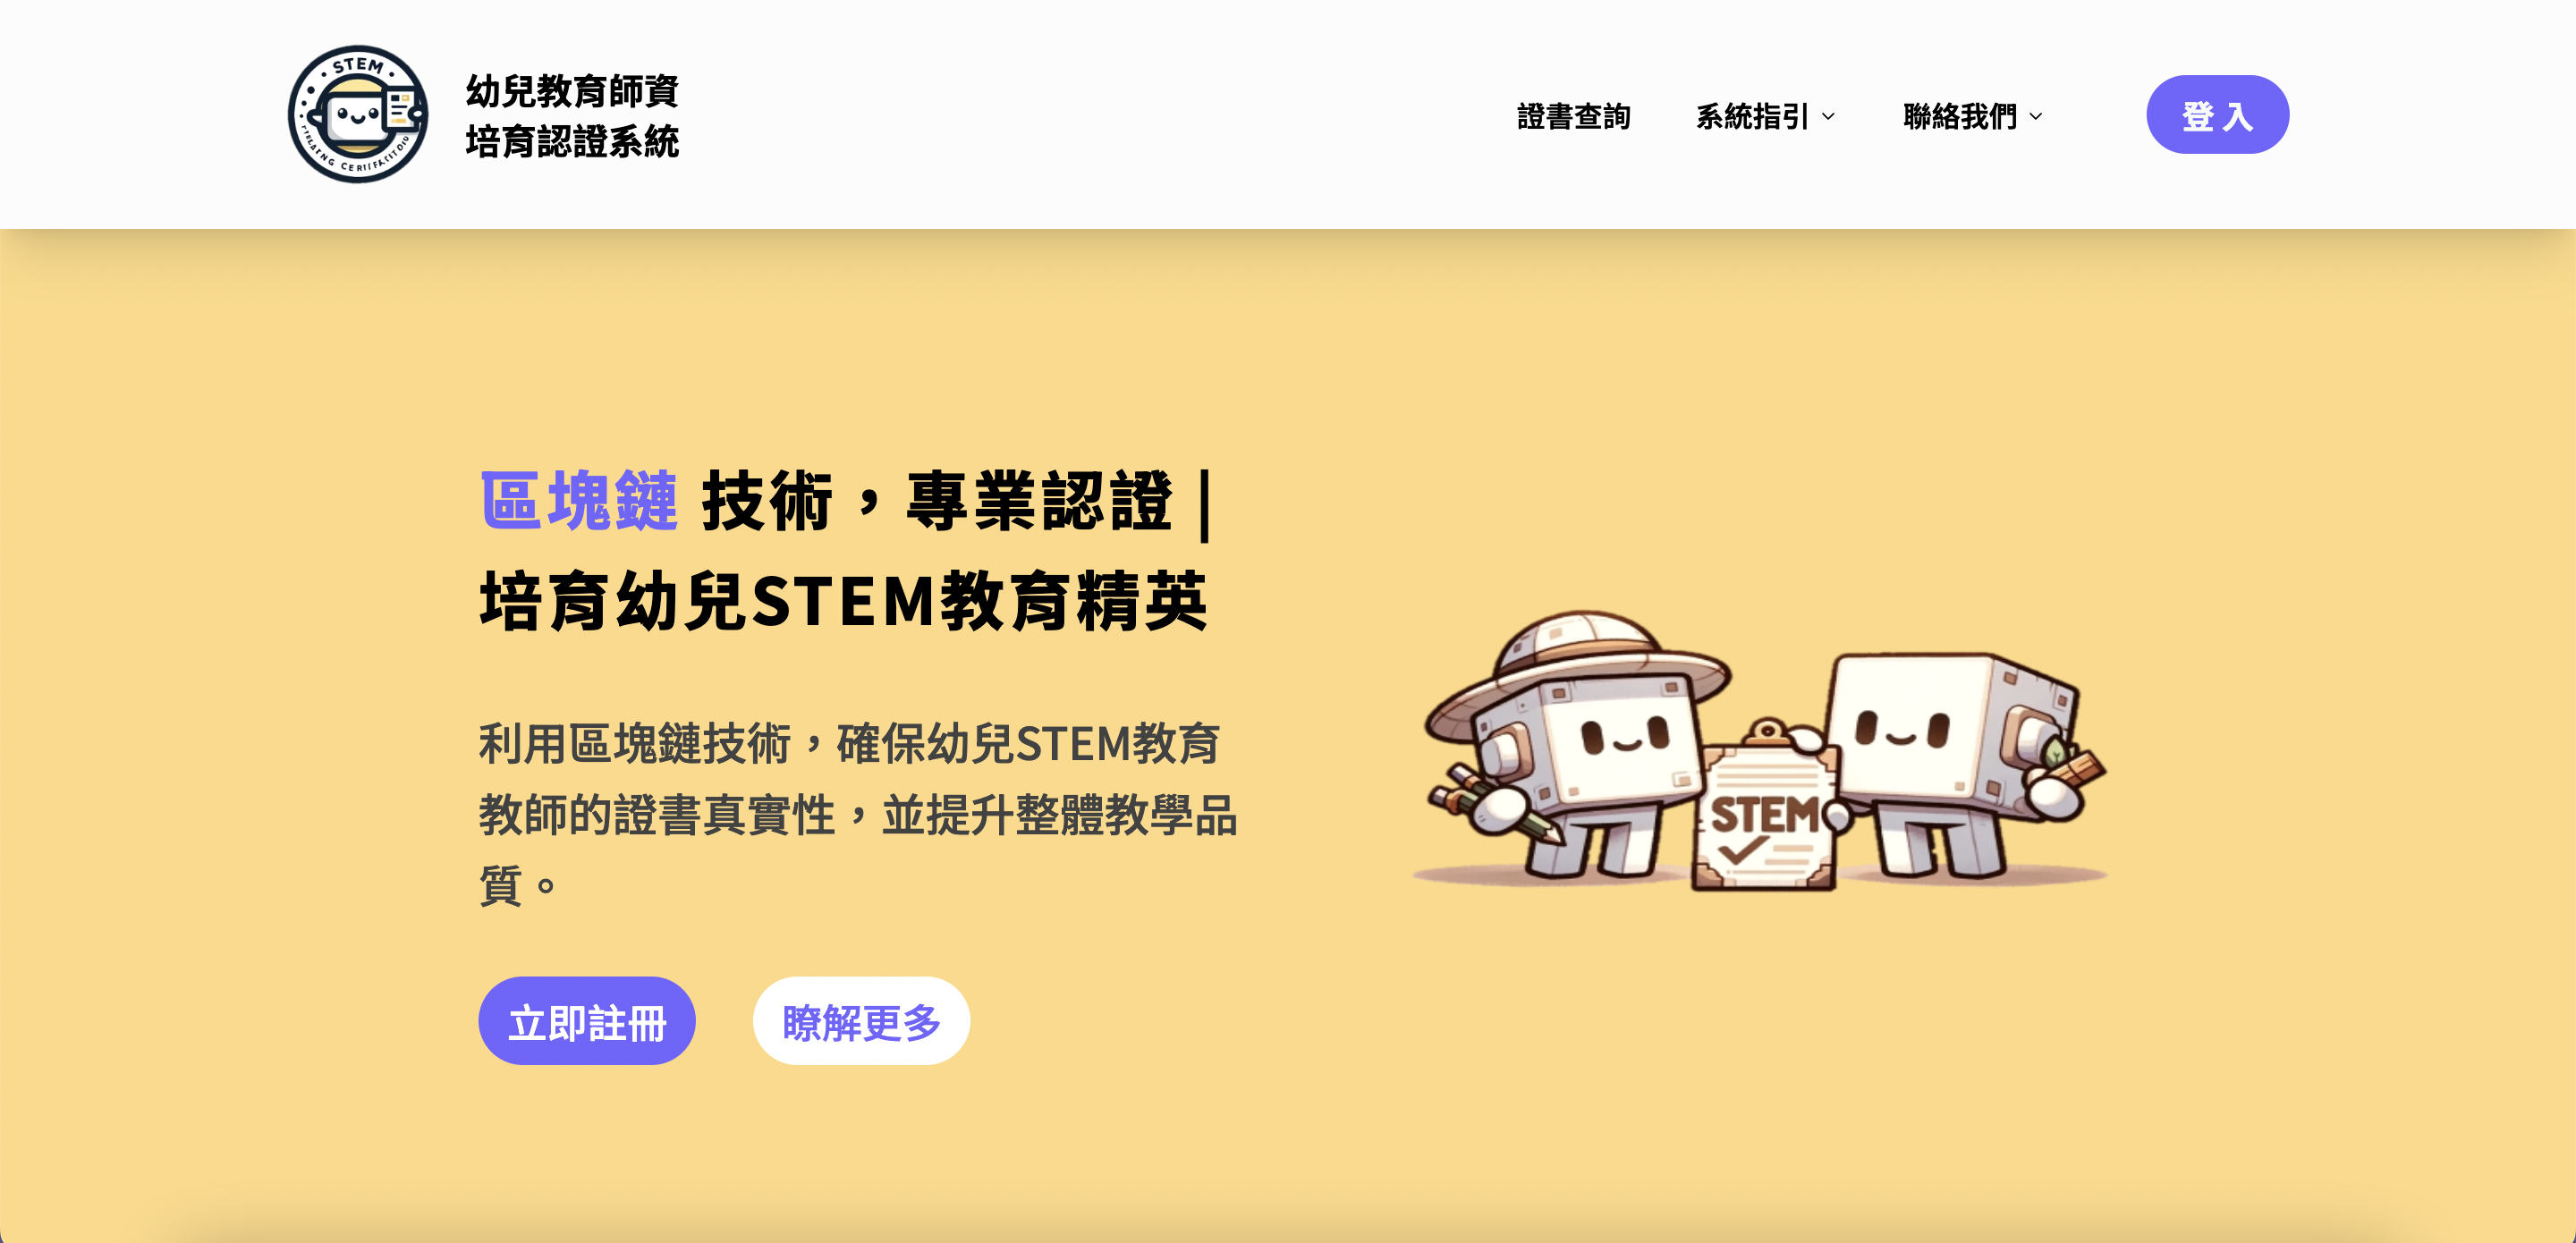 STEM
幼兒教育師資
培育認證系統
證書查詢
系統指引
聯絡我們
登入
區塊鏈 技術，專業認證 |
培育幼兒STEM教育精英
利用區塊鏈技術，確保幼兒STEM教育
教師的證書真實性，並提升整體教學品
質。
STEM
立即註冊
瞭解更多